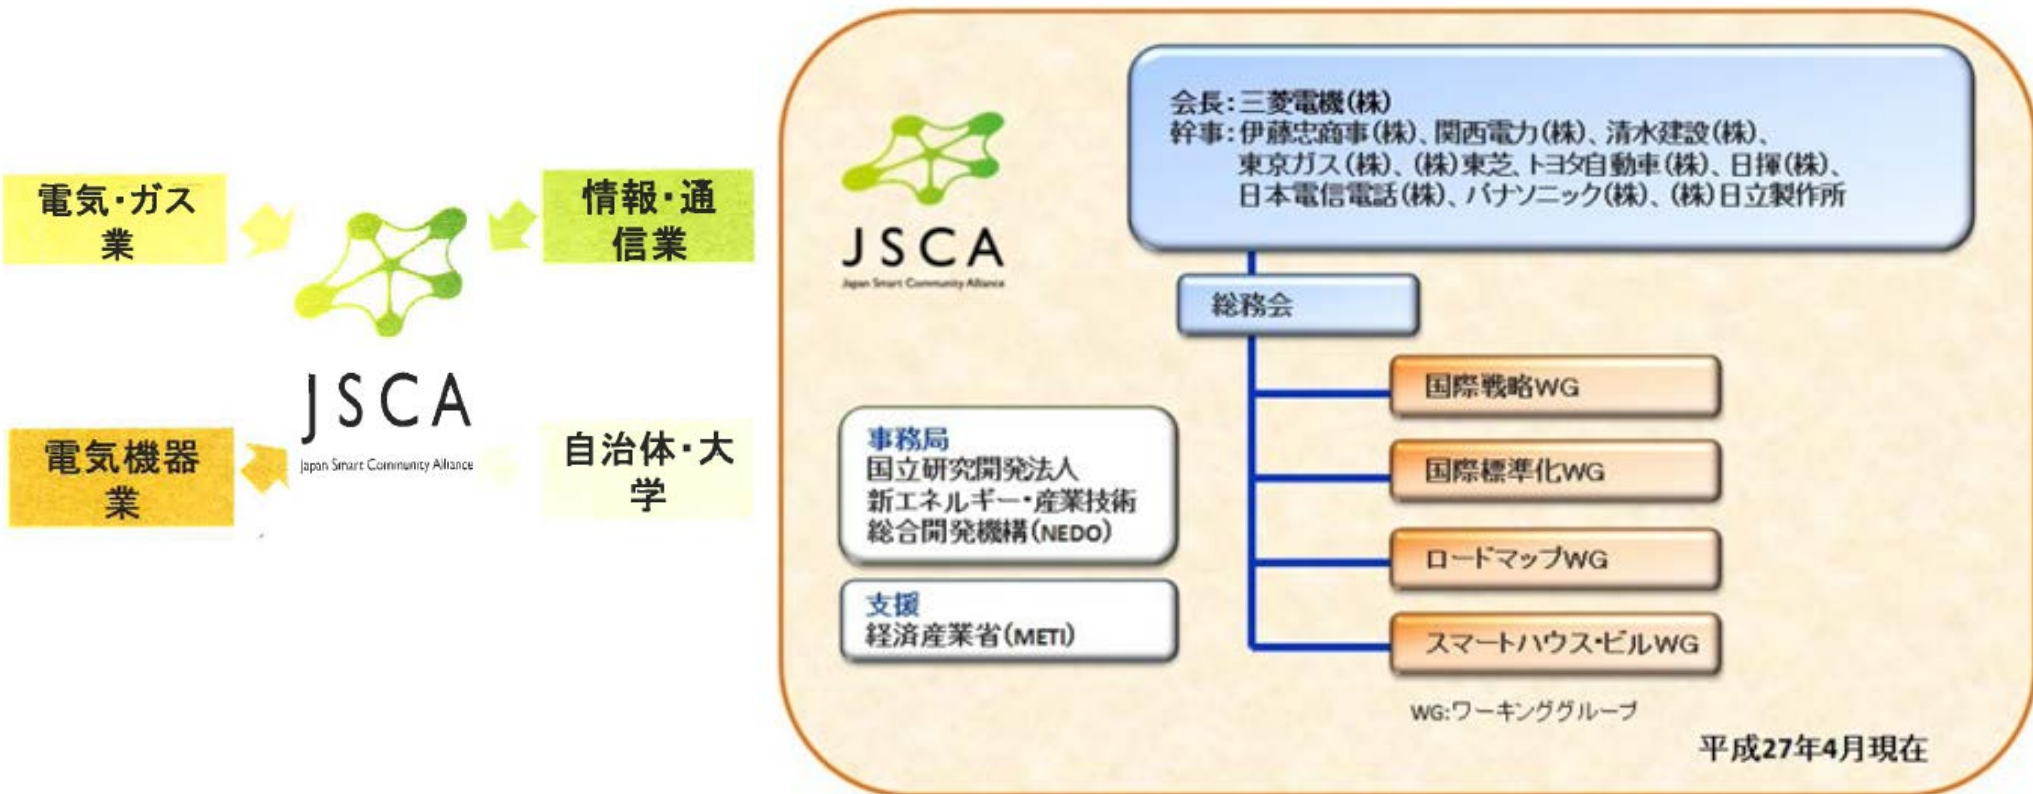 電気・ガス
業
情報・通
信業
JSCA
Japan Smart Community Alliance
電気機器
業
自治体・大
学
JSCA
Japan Smart Community Alliance
会長：三菱電機(株)
幹事：伊藤忠商事(株)、関西電力(株)、清水建設(株)、
東京ガス(株)、(株)東芝、トヨタ自動車(株)、日揮(株)、
日本電信電話(株)、パナソニック(株)、(株)日立製作所
総務会
国際戦略WG
国際標準化WG
ロードマップWG
スマートハウス・ビルWG
事務局
国立研究開発法人
新エネルギー・産業技術
総合開発機構(NEDO)
支援
経済産業省(METI)
WG:ワーキンググループ
平成27年4月現在